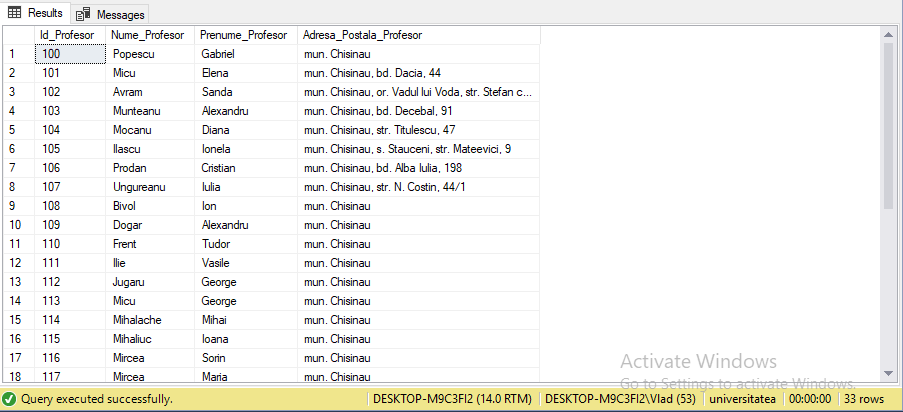 Results Messages
Id_Profesor Nume_Profesor Prenume_Profesor Adresa_Postala_Profesor
1 100 Popescu Gabriel mun. Chisinau
2 101 Micu Elena mun. Chisinau, bd. Dacia, 44
3 102 Avram Sanda mun. Chisinau, or. Vadul lui Voda, str. Stefan c...
4 103 Munteanu Alexandru mun. Chisinau, bd. Decebal, 91
5 104 Mocanu Diana mun. Chisinau, str. Titulescu, 47
6 105 Ilascu Ionela mun. Chisinau, s. Stauceni, str. Mateevici, 9
7 106 Prodan Cristian mun. Chisinau, bd. Alba Iulia, 198
8 107 Ungureanu Iulia mun. Chisinau, str. N. Costin, 44/1
9 108 Bivol Ion mun. Chisinau
10 109 Dogar Alexandru mun. Chisinau
11 110 Frent Tudor mun. Chisinau
12 111 Ilie Vasile mun. Chisinau
13 112 Jugaru George mun. Chisinau
14 113 Micu George mun. Chisinau
15 114 Mihalache Mihai mun. Chisinau
16 115 Mihaliuc Ioana mun. Chisinau
17 116 Mircea Sorin mun. Chisinau
18 117 Mircea Maria mun. Chisinau
Activate Windows
Go to Settings to activate Windows.
Query executed successfully. DESKTOP-M9C3FI2 (14.0 RTM) DESKTOP-M9C3FI2\Vlad (53) universitatea 00:00:00 33 rows